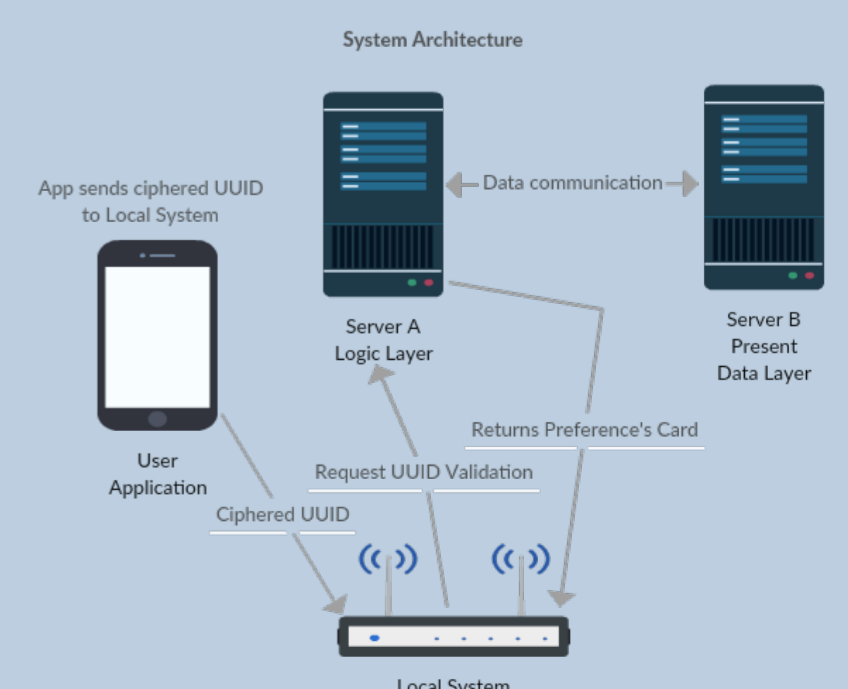 System Architecture
App sends ciphered UUID
to Local System
Data communication
Server A
Logic Layer
Server B
Present
Data Layer
User
Application
Returns Preference's Card
Request UUID Validation
Ciphered UUID
Local System